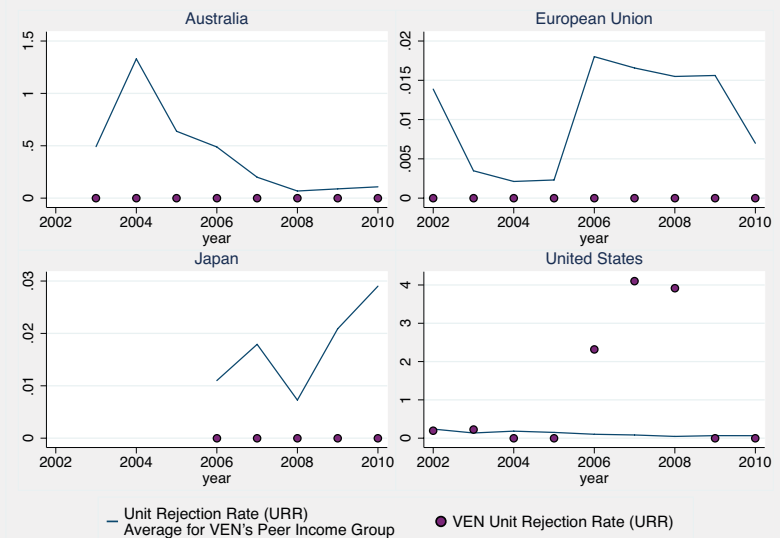 Australia
1.5
1
.5
0
2002 2004 2006 2008 2010
year
European Union
.02
.015
.01
.005
0
2002 2004 2006 2008 2010
year
Japan
.03
.02
.01
0
2002 2004 2006 2008 2010
year
United States
4
3
2
1
0
2002 2004 2006 2008 2010
year
Unit Rejection Rate (URR)
Average for VEN's Peer Income Group
VEN Unit Rejection Rate (URR)